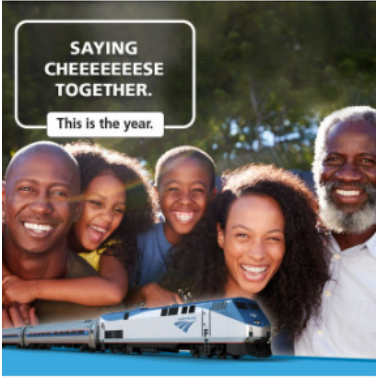 SAYING
CHEEEEEEESE
TOGETHER.
This is the year.